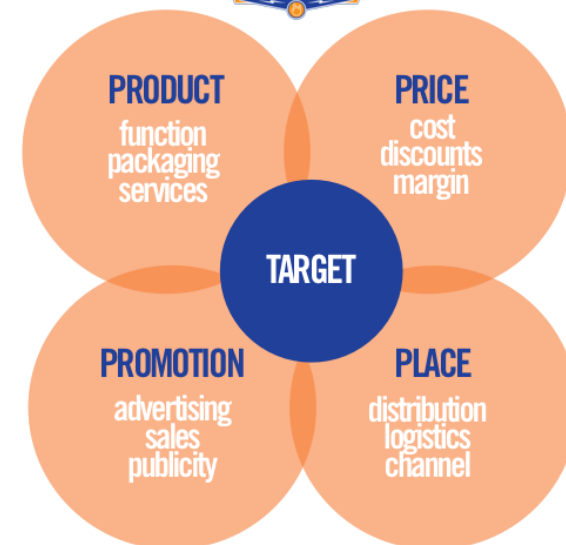 PRODUCT
function
packaging
services
PRICE
cost
discounts
margin
TARGET
PROMOTION
advertising
sales
publicity
PLACE
distribution
logistics
channel